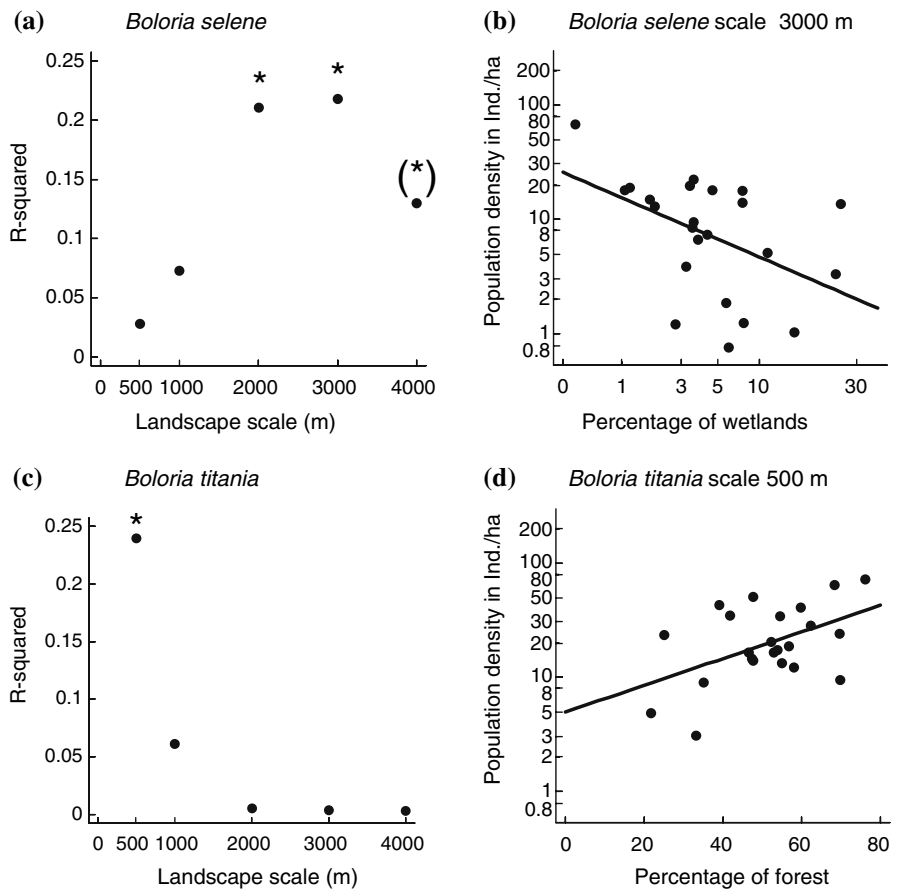 (a) Boloria selene
0.25
0.2
0.15
0.1
0.05
0
R-squared
*
*
(*)
0 500 1000 2000 3000 4000
Landscape scale (m)
(b) Boloria selene scale 3000 m
200
100
80
50
30
20
10
8
5
3
2
1
0.8
Population density in Ind./ha
0 1 3 5 10 30
Percentage of wetlands
(c) Boloria titania
0.25
0.2
0.15
0.1
0.05
0
R-squared
*
0 500 1000 2000 3000 4000
Landscape scale (m)
(d) Boloria titania scale 500 m
200
100
80
50
30
20
10
8
5
3
2
1
0.8
Population density in Ind./ha
0 20 40 60 80
Percentage of forest